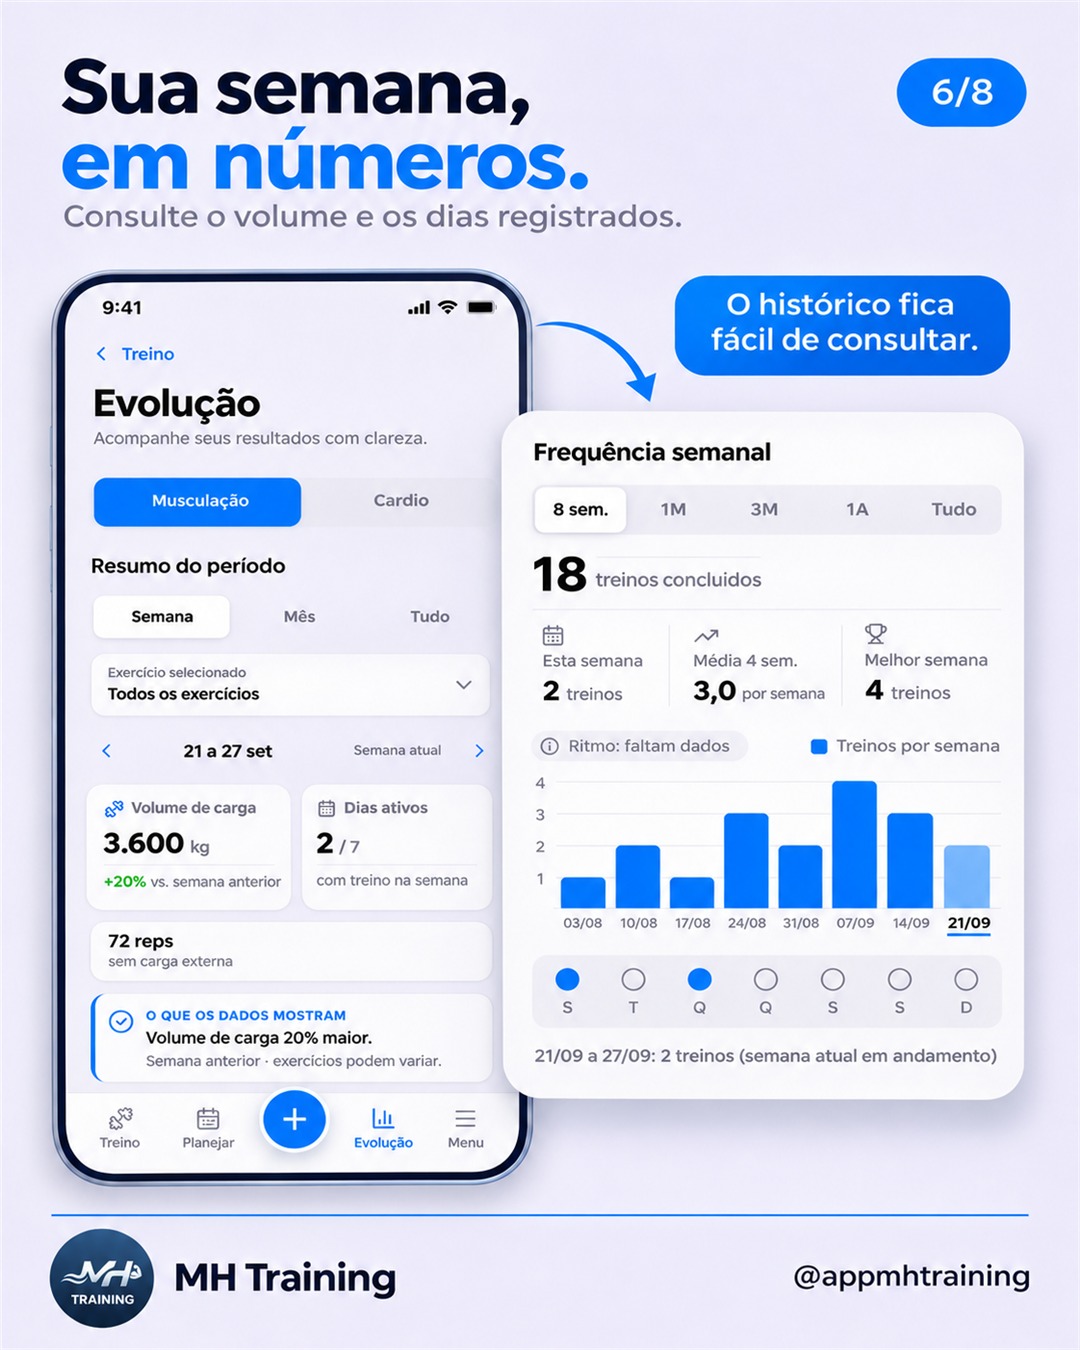 Sua semana,
em números.
6/8
Consulte o volume e os dias registrados.
9:41
Treino
Evolução
Acompanhe seus resultados com clareza.
Musculação
Cardio
Resumo do período
Semana
Mês
Tudo
Exercício selecionado
Todos os exercícios
21 a 27 set
Semana atual
Volume de carga
3.600 kg
+20% vs. semana anterior
Dias ativos
2 / 7
com treino na semana
72 reps
sem carga externa
O QUE OS DADOS MOSTRAM
Volume de carga 20% maior.
Semana anterior · exercícios podem variar.
Treino
Planejar
Evolução
Menu
O histórico fica
fácil de consultar.
Frequência semanal
8 sem.
1M
3M
1A
Tudo
18 treinos concluidos
Esta semana
2 treinos
Média 4 sem.
3,0 por semana
Melhor semana
4 treinos
Ritmo: faltam dados
Treinos por semana
4
3
2
1
03/08 10/08 17/08 24/08 31/08 07/09 14/09 21/09
S T Q Q S S D
21/09 a 27/09: 2 treinos (semana atual em andamento)
MH
TRAINING
MH Training
@appmhtraining